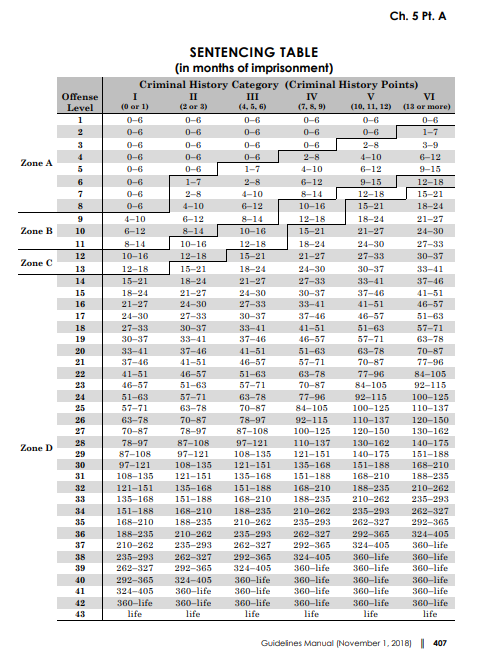 Ch. 5 Pt. A
SENTENCING TABLE
(in months of imprisonment)
Criminal History Category (Criminal History Points)
Offense Level I (0 or 1) II (2 or 3) III (4, 5, 6) IV (7, 8, 9) V (10, 11, 12) VI (13 or more)
1 0–6 0–6 0–6 0–6 0–6 0–6
2 0–6 0–6 0–6 0–6 0–6 1–7
3 0–6 0–6 0–6 0–6 2–8 3–9
Zone A
4 0–6 0–6 0–6 2–8 4–10 6–12
5 0–6 0–6 1–7 4–10 6–12 9–15
6 0–6 1–7 2–8 6–12 9–15 12–18
7 0–6 2–8 4–10 8–14 12–18 15–21
8 0–6 4–10 6–12 10–16 15–21 18–24
9 4–10 6–12 8–14 12–18 18–24 21–27
Zone B 10 6–12 8–14 10–16 15–21 21–27 24–30
11 8–14 10–16 12–18 18–24 24–30 27–33
12 10–16 12–18 15–21 21–27 27–33 30–37
Zone C
13 12–18 15–21 18–24 24–30 30–37 33–41
14 15–21 18–24 21–27 27–33 33–41 37–46
15 18–24 21–27 24–30 30–37 37–46 41–51
16 21–27 24–30 27–33 33–41 41–51 46–57
17 24–30 27–33 30–37 37–46 46–57 51–63
18 27–33 30–37 33–41 41–51 51–63 57–71
19 30–37 33–41 37–46 46–57 57–71 63–78
20 33–41 37–46 41–51 51–63 63–78 70–87
21 37–46 41–51 46–57 57–71 70–87 77–96
22 41–51 46–57 51–63 63–78 77–96 84–105
23 46–57 51–63 57–71 70–87 84–105 92–115
24 51–63 57–71 63–78 77–96 92–115 100–125
25 57–71 63–78 70–87 84–105 100–125 110–137
26 63–78 70–87 78–97 92–115 110–137 120–150
27 70–87 78–97 87–108 100–125 120–150 130–162
Zone D 28 78–97 87–108 97–121 110–137 130–162 140–175
29 87–108 97–121 108–135 121–151 140–175 151–188
30 97–121 108–135 121–151 135–168 151–188 168–210
31 108–135 121–151 135–168 151–188 168–210 188–235
32 121–151 135–168 151–188 168–210 188–235 210–262
33 135–168 151–188 168–210 188–235 210–262 235–293
34 151–188 168–210 188–235 210–262 235–293 262–327
35 168–210 188–235 210–262 235–293 262–327 292–365
36 188–235 210–262 235–293 262–327 292–365 324–405
37 210–262 235–293 262–327 292–365 324–405 360–life
38 235–293 262–327 292–365 324–405 360–life 360–life
39 262–327 292–365 324–405 360–life 360–life 360–life
40 292–365 324–405 360–life 360–life 360–life 360–life
41 324–405 360–life 360–life 360–life 360–life 360–life
42 360–life 360–life 360–life 360–life 360–life 360–life
43 life life life life life life
Guidelines Manual (November 1, 2018) ‖ 407